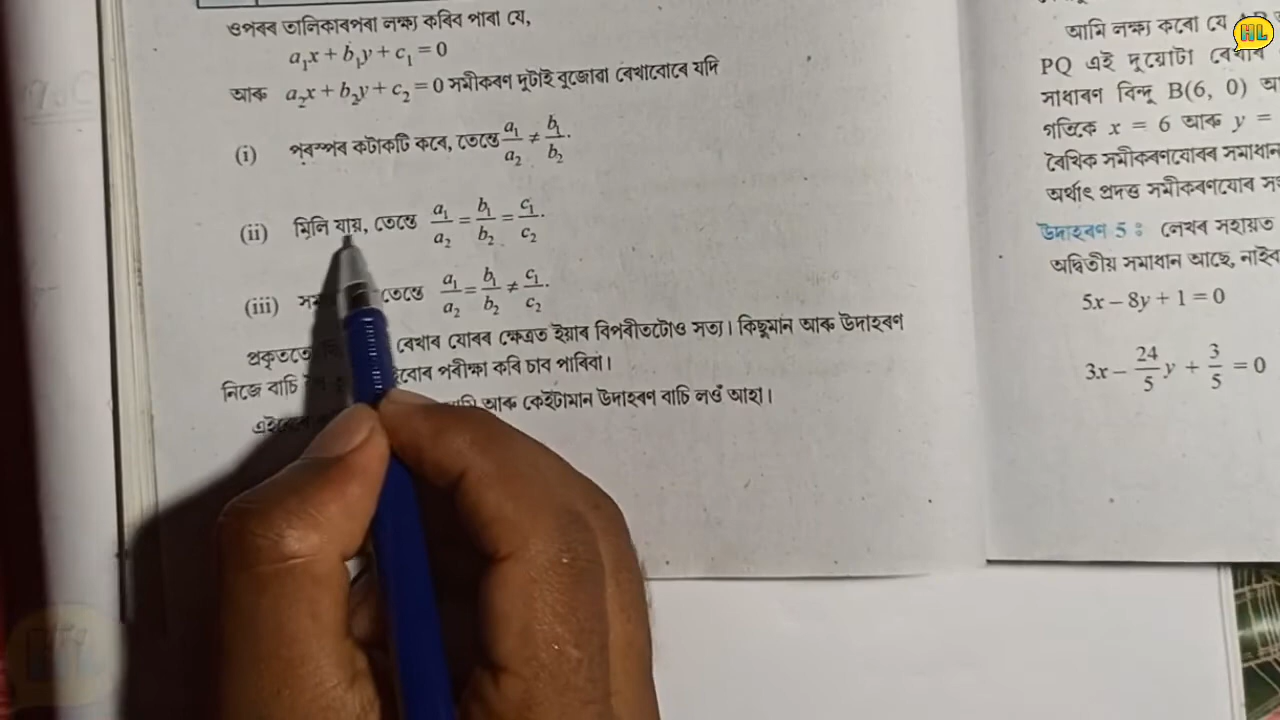 ওপৰৰ তালিকাৰপৰা লক্ষ্য কৰিব পাৰা যে,
a₁x + b₁y + c₁ = 0
আৰু a₂x + b₂y + c₂ = 0 সমীকৰণ দুটাই বুজোৱা ৰেখাবোৰে যদি
(i) পৰস্পৰ কটাকটি কৰে, তেন্তে a₁/a₂ ≠ b₁/b₂.
(ii) মিলি যায়, তেন্তে a₁/a₂ = b₁/b₂ = c₁/c₂.
(iii) তেন্তে a₁/a₂ = b₁/b₂ ≠ c₁/c₂.
প্ৰকৃততে ৰেখাৰ যোৰৰ ক্ষেত্ৰত ইয়াৰ বিপৰীতটোও সত্য। কিছুমান আৰু উদাহৰণ
নিজে বাচি পৰীক্ষা কৰি চাব পাৰিবা।
আৰু কেইটামান উদাহৰণ বাচি লওঁ আহা।
আমি লক্ষ্য কৰো যে
PQ এই দুয়োটা ৰেখাৰ
সাধাৰণ বিন্দু B(6, 0)
গতিকে x = 6 আৰু y =
ৰৈখিক সমীকৰণযোৰৰ সমাধান
অৰ্থাৎ প্ৰদত্ত সমীকৰণযোৰ
উদাহৰণ 5 : লেখৰ সহায়ত
অদ্বিতীয় সমাধান আছে, নাইবা
5x – 8y + 1 = 0
3x – 24/5 y + 3/5 = 0
HL